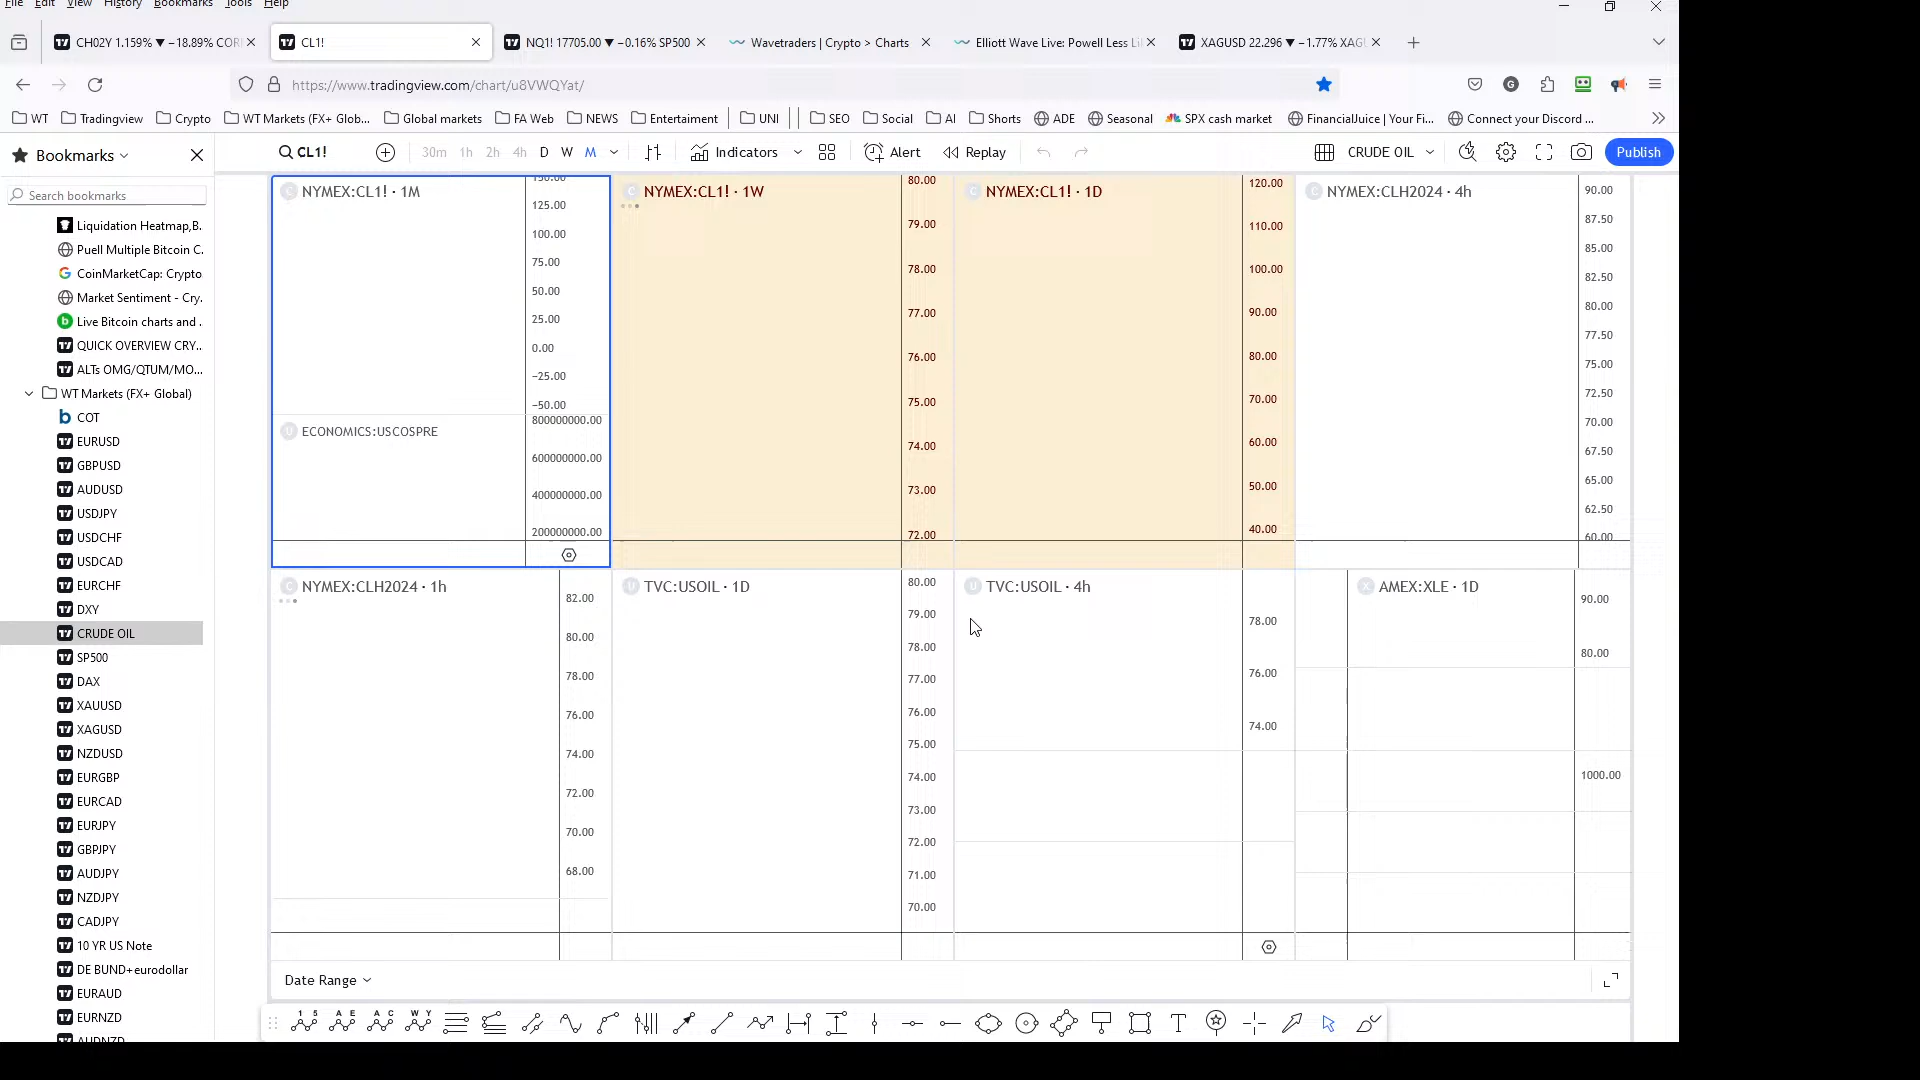 File Edit View History Bookmarks Tools Help
CH02Y 1.159% ▼ −18.89% COR
CL1!
NQ1! 17705.00 ▼ −0.16% SP500
Wavetraders | Crypto > Charts
Elliott Wave Live: Powell Less Li
XAGUSD 22.296 ▼ −1.77% XAG
https://www.tradingview.com/chart/u8VWQYat/
WT Tradingview Crypto WT Markets (FX+ Glob... Global markets FA Web NEWS Entertaiment UNI SEO Social AI Shorts ADE Seasonal SPX cash market FinancialJuice | Your Fi... Connect your Discord ...
Bookmarks
Search bookmarks
Liquidation Heatmap,B.
Puell Multiple Bitcoin C.
CoinMarketCap: Crypto
Market Sentiment - Cry.
Live Bitcoin charts and .
QUICK OVERVIEW CRY..
ALTs OMG/QTUM/MO...
WT Markets (FX+ Global)
COT
EURUSD
GBPUSD
AUDUSD
USDJPY
USDCHF
USDCAD
EURCHF
DXY
CRUDE OIL
SP500
DAX
XAUUSD
XAGUSD
NZDUSD
EURGBP
EURCAD
EURJPY
GBPJPY
AUDJPY
NZDJPY
CADJPY
10 YR US Note
DE BUND+eurodollar
EURAUD
EURNZD
AUDNZD
CL1! 30m 1h 2h 4h D W M Indicators Alert Replay CRUDE OIL Publish
NYMEX:CL1! · 1M
150.00
125.00
100.00
75.00
50.00
25.00
0.00
−25.00
−50.00
ECONOMICS:USCOSPRE
800000000.00
600000000.00
400000000.00
200000000.00
NYMEX:CL1! · 1W
80.00
79.00
78.00
77.00
76.00
75.00
74.00
73.00
72.00
NYMEX:CL1! · 1D
120.00
110.00
100.00
90.00
80.00
70.00
60.00
50.00
40.00
NYMEX:CLH2024 · 4h
90.00
87.50
85.00
82.50
80.00
77.50
75.00
72.50
70.00
67.50
65.00
62.50
60.00
NYMEX:CLH2024 · 1h
82.00
80.00
78.00
76.00
74.00
72.00
70.00
68.00
TVC:USOIL · 1D
80.00
79.00
78.00
77.00
76.00
75.00
74.00
73.00
72.00
71.00
70.00
TVC:USOIL · 4h
78.00
76.00
74.00
AMEX:XLE · 1D
90.00
80.00
1000.00
Date Range
1 5 A E A C W Y T